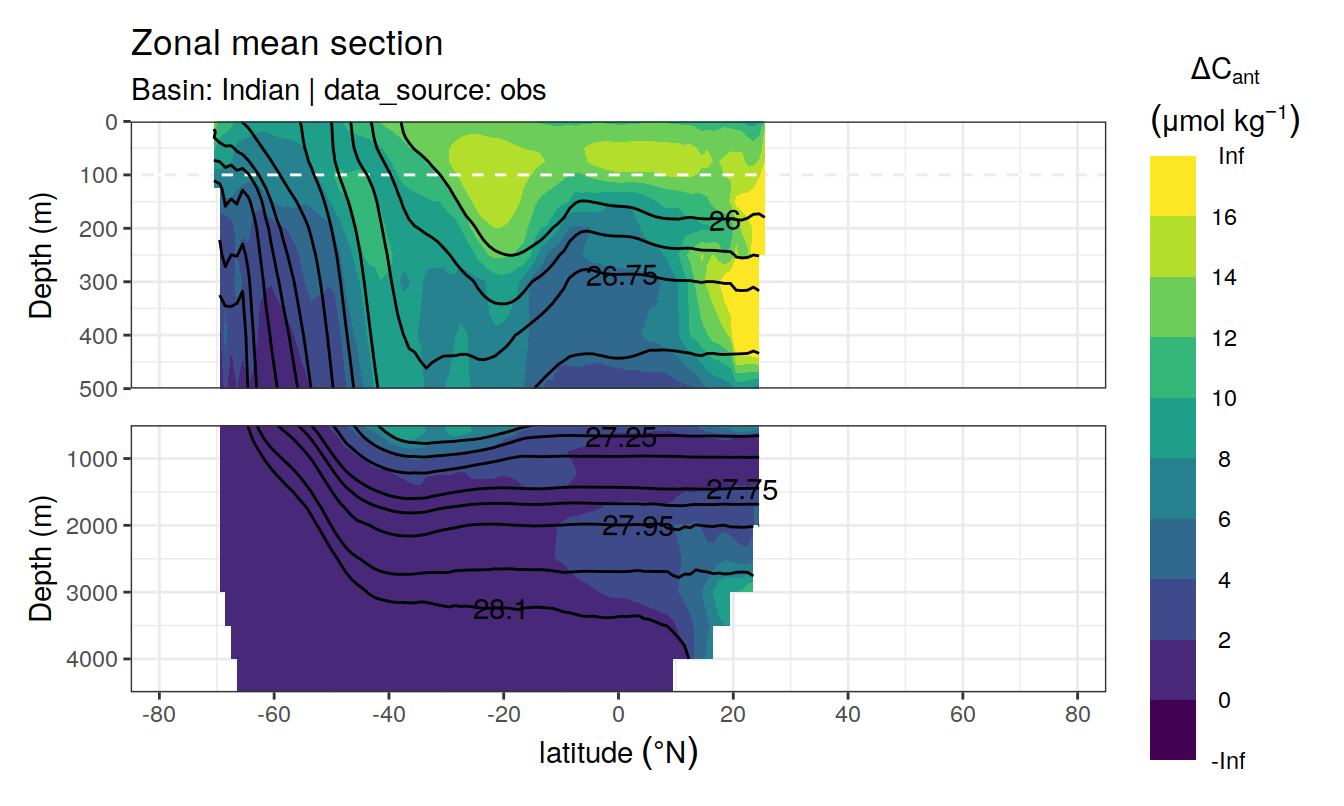 Zonal mean section
Basin: Indian | data_source: obs
ΔCant
(μmol kg⁻¹)
Inf
16
14
12
10
8
6
4
2
0
-Inf
Depth (m)
0
100
200
300
400
500
26
26.75
Depth (m)
1000
2000
3000
4000
27.25
27.75
27.95
28.1
-80 -60 -40 -20 0 20 40 60 80
latitude (°N)